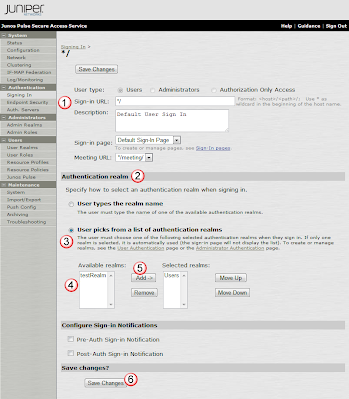 JUNIPER
NETWORKS
Junos Pulse Secure Access Service
Help | Guidance | Sign Out
System
Status
Configuration
Network
Clustering
IF-MAP Federation
Log/Monitoring
Authentication
Signing In
Endpoint Security
Auth. Servers
Administrators
Admin Realms
Admin Roles
Users
User Realms
User Roles
Resource Profiles
Resource Policies
Junos Pulse
Maintenance
System
Import/Export
Push Config
Archiving
Troubleshooting
Signing In >
*/
Save Changes
User type: Users Administrators Authorization Only Access
1 Sign-in URL: */ Format: <host>/<path>/; Use * as
wildcard in the beginning of the host name.
Description: Default User Sign In
Sign-in page: Default Sign-In Page
To create or manage pages, see Sign-In pages.
Meeting URL: */meeting/
Authentication realm 2
Specify how to select an authentication realm when signing in.
User types the realm name
The user must type the name of one of the available authentication realms.
User picks from a list of authentication realms
3 The user must choose one of the following selected authentication realms when they sign in. If only one
realm is selected, it is automatically used (the sign-in page will not display the list). To create or manage
realms, see the User Authentication page or the Administrator Authentication page.
Available realms: 5 Selected realms:
4 testRealm Add -> Users Move Up
Remove Move Down
Configure Sign-in Notifications
Pre-Auth Sign-in Notification
Post-Auth Sign-in Notification
Save changes?
Save Changes 6